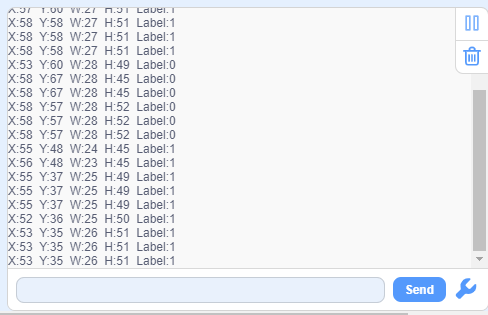 X:57 Y:60 W:27 H:51 Label:1
X:58 Y:58 W:27 H:51 Label:1
X:58 Y:58 W:27 H:51 Label:1
X:58 Y:58 W:27 H:51 Label:1
X:53 Y:60 W:28 H:49 Label:0
X:58 Y:67 W:28 H:45 Label:0
X:58 Y:67 W:28 H:45 Label:0
X:58 Y:57 W:28 H:52 Label:0
X:58 Y:57 W:28 H:52 Label:0
X:58 Y:57 W:28 H:52 Label:0
X:55 Y:48 W:24 H:45 Label:1
X:56 Y:48 W:23 H:45 Label:1
X:55 Y:37 W:25 H:49 Label:1
X:55 Y:37 W:25 H:49 Label:1
X:55 Y:37 W:25 H:49 Label:1
X:52 Y:36 W:25 H:50 Label:1
X:53 Y:35 W:26 H:51 Label:1
X:53 Y:35 W:26 H:51 Label:1
X:53 Y:35 W:26 H:51 Label:1
Send